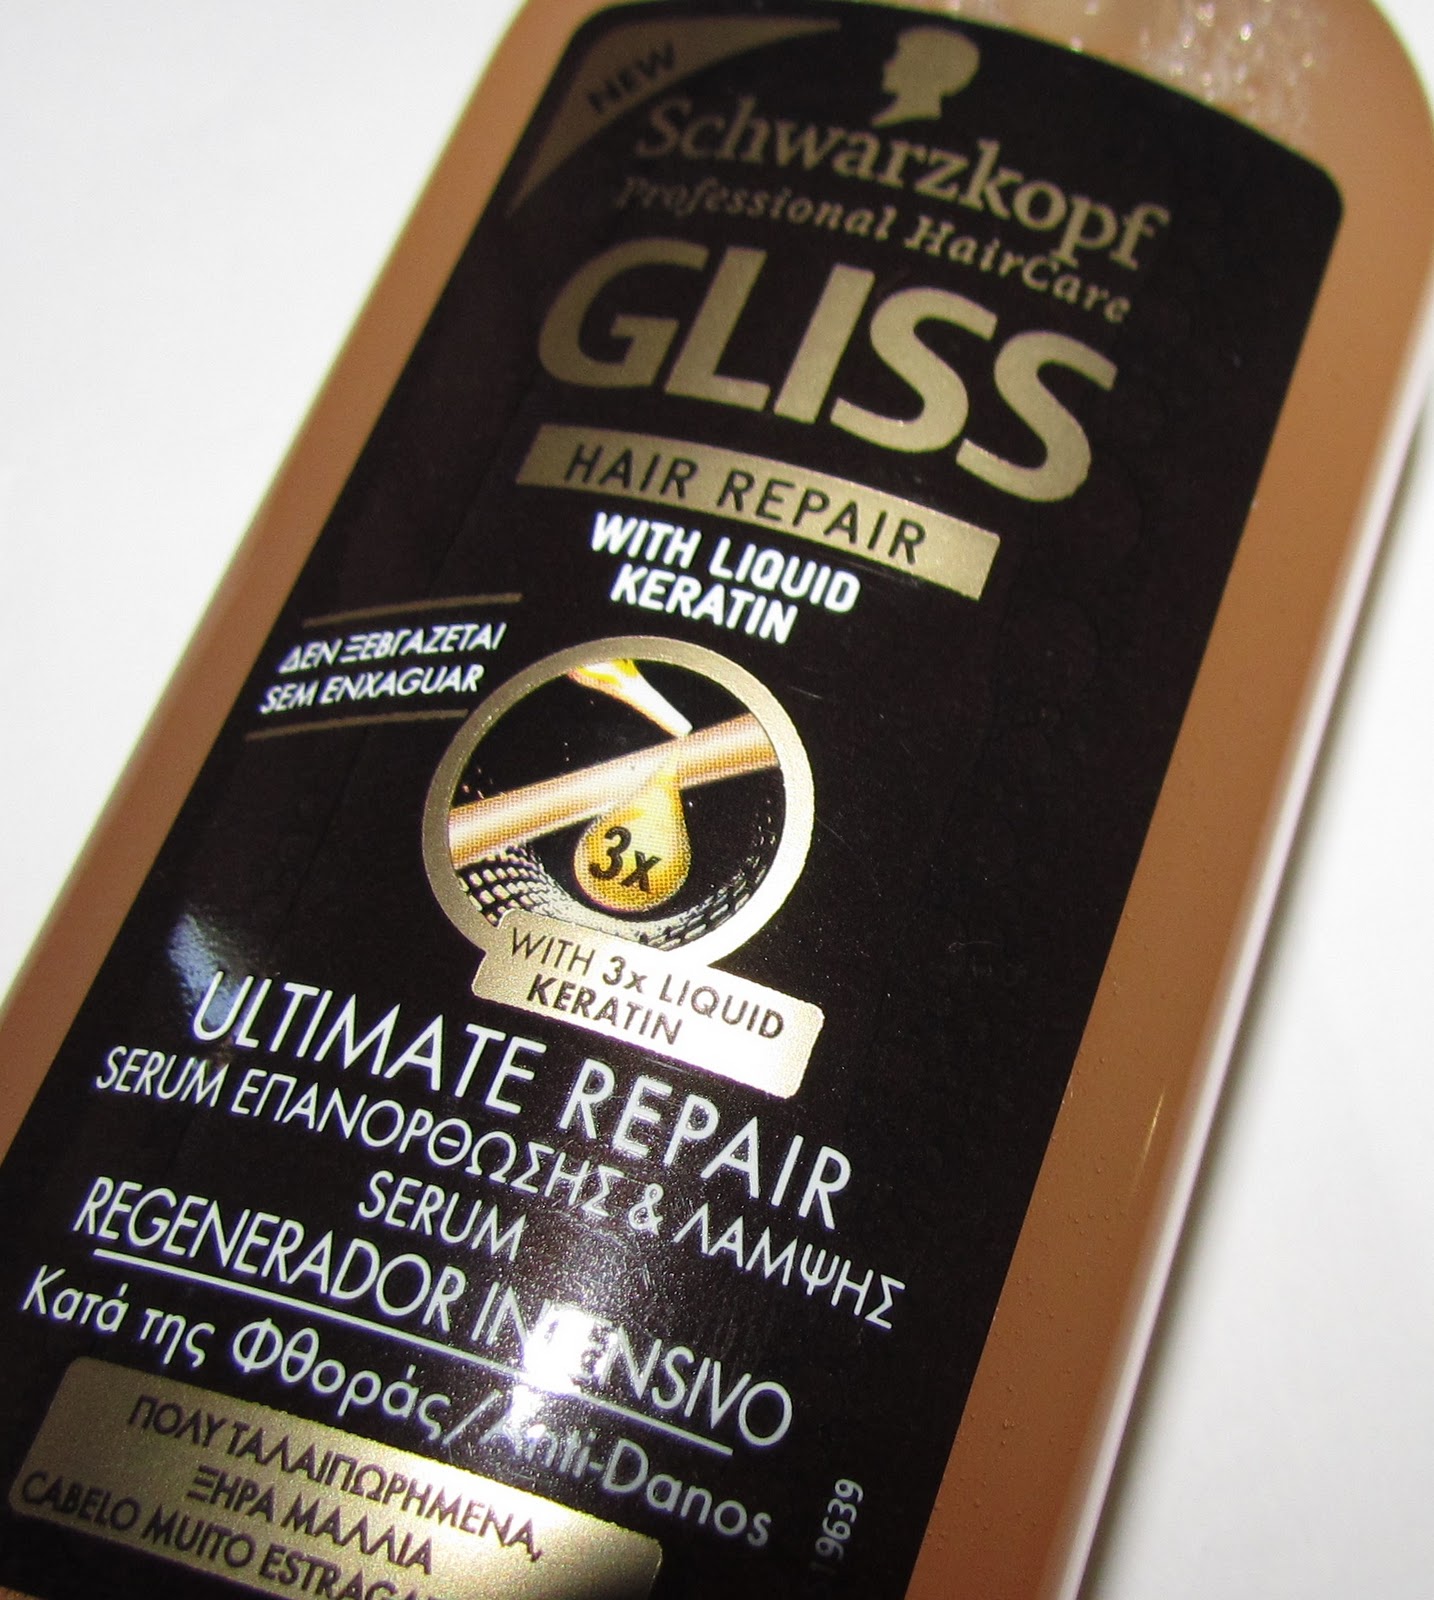 NEW
Schwarzkopf
Professional HairCare
GLISS
HAIR REPAIR
WITH LIQUID
KERATIN
ΔΕΝ ΞΕΒΓΑΖΕΤΑΙ
SEM ENXAGUAR
3x
WITH 3x LIQUID
KERATIN
ULTIMATE REPAIR
SERUM ΕΠΑΝΟΡΘΩΣΗΣ & ΛΑΜΨΗΣ
SERUM
REGENERADOR INTENSIVO
Κατά της Φθοράς/Anti-Danos
ΠΟΛΥ ΤΑΛΑΙΠΩΡΗΜΕΝΑ,
ΞΗΡΑ ΜΑΛΛΙΑ
CABELO MUITO
19639